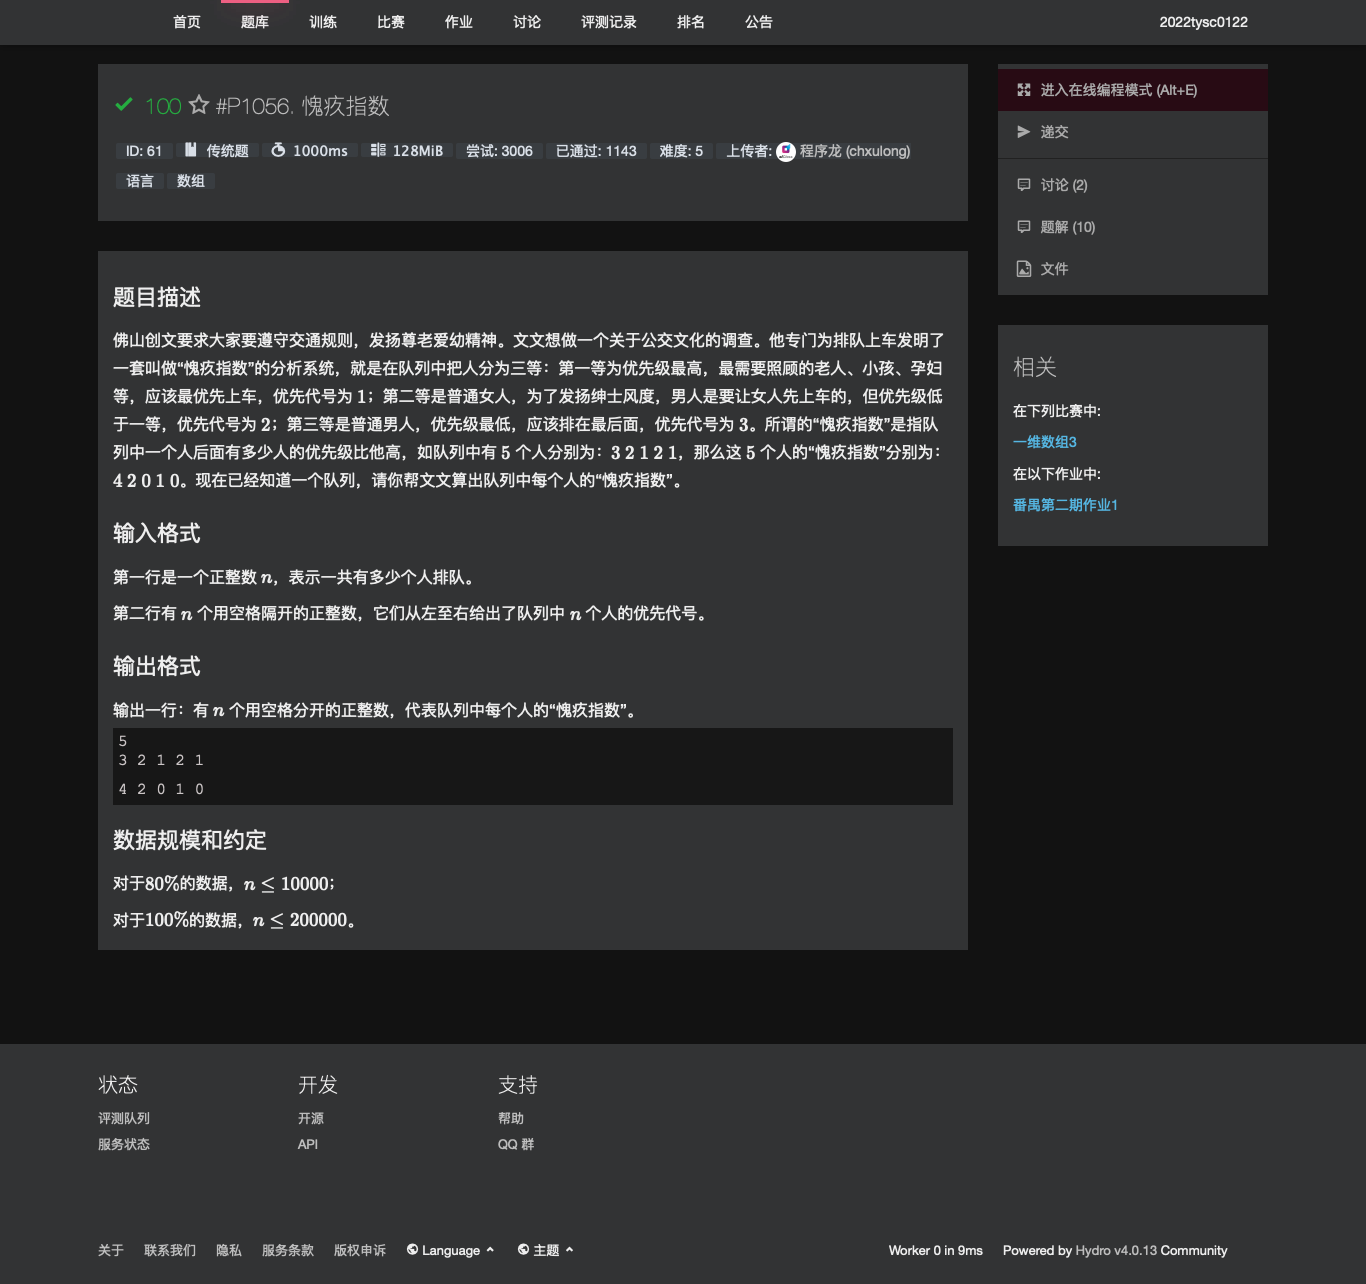 首页 题库 训练 比赛 作业 讨论 评测记录 排名 公告 2022tysc0122
100 #P1056. 愧疚指数
ID: 61 传统题 1000ms 128MiB 尝试: 3006 已通过: 1143 难度: 5 上传者: 程序龙 (chxulong)
语言 数组
题目描述
佛山创文要求大家要遵守交通规则，发扬尊老爱幼精神。文文想做一个关于公交文化的调查。他专门为排队上车发明了
一套叫做“愧疚指数”的分析系统，就是在队列中把人分为三等：第一等为优先级最高，最需要照顾的老人、小孩、孕妇
等，应该最优先上车，优先代号为 1；第二等是普通女人，为了发扬绅士风度，男人是要让女人先上车的，但优先级低
于一等，优先代号为 2；第三等是普通男人，优先级最低，应该排在最后面，优先代号为 3。所谓的“愧疚指数”是指队
列中一个人后面有多少人的优先级比他高，如队列中有 5 个人分别为：3 2 1 2 1，那么这 5 个人的“愧疚指数”分别为：
4 2 0 1 0。现在已经知道一个队列，请你帮文文算出队列中每个人的“愧疚指数”。
输入格式
第一行是一个正整数 n，表示一共有多少个人排队。
第二行有 n 个用空格隔开的正整数，它们从左至右给出了队列中 n 个人的优先代号。
输出格式
输出一行：有 n 个用空格分开的正整数，代表队列中每个人的“愧疚指数”。
5
3 2 1 2 1
4 2 0 1 0
数据规模和约定
对于80%的数据，n ≤ 10000；
对于100%的数据，n ≤ 200000。
进入在线编程模式 (Alt+E)
递交
讨论 (2)
题解 (10)
文件
相关
在下列比赛中:
一维数组3
在以下作业中:
番禺第二期作业1
状态
评测队列
服务状态
开发
开源
API
支持
帮助
QQ 群
关于 联系我们 隐私 服务条款 版权申诉 Language 主题 Worker 0 in 9ms Powered by Hydro v4.0.13 Community